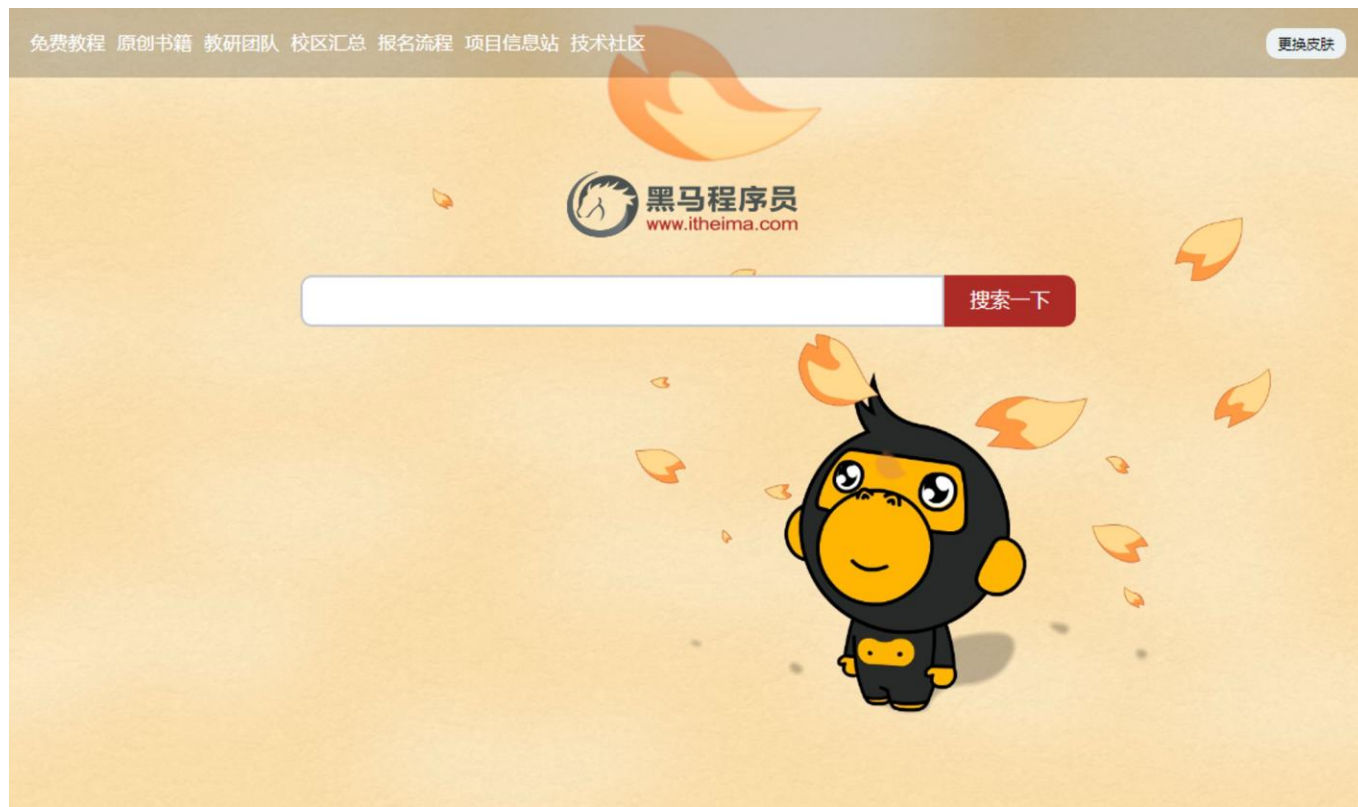 免费教程 原创书籍 教研团队 校区汇总 报名流程 项目信息站 技术社区 更换皮肤
黑马程序员
www.itheima.com
搜索一下